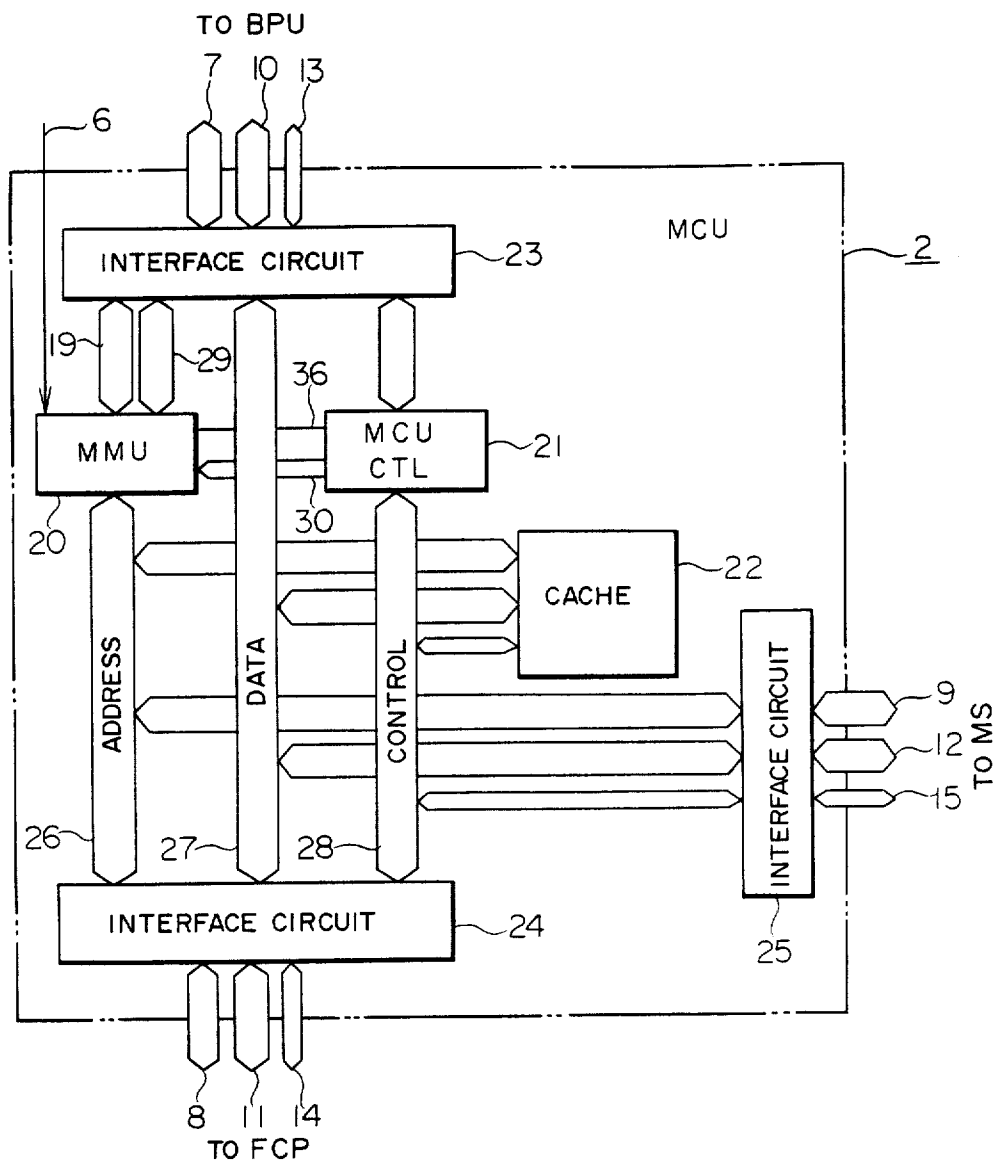 TO BPU
7 10 13
6
MCU
INTERFACE CIRCUIT
23
2
19
29
36
MMU
MCU
CTL
21
20
30
22
CACHE
ADDRESS
DATA
CONTROL
INTERFACE CIRCUIT
9
12
15
TO MS
26
27
28
INTERFACE CIRCUIT
24
25
8 11 14
TO FCP